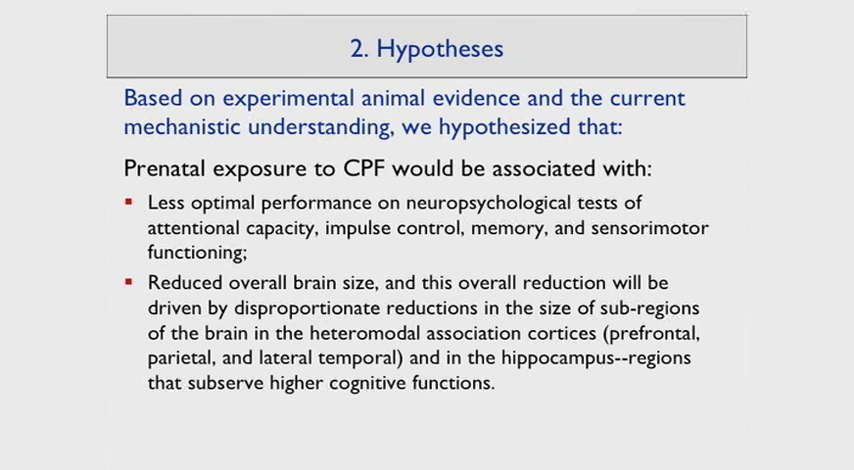 2. Hypotheses
Based on experimental animal evidence and the current
mechanistic understanding, we hypothesized that:
Prenatal exposure to CPF would be associated with:
▪ Less optimal performance on neuropsychological tests of
attentional capacity, impulse control, memory, and sensorimotor
functioning;
▪ Reduced overall brain size, and this overall reduction will be
driven by disproportionate reductions in the size of sub-regions
of the brain in the heteromodal association cortices (prefrontal,
parietal, and lateral temporal) and in the hippocampus--regions
that subserve higher cognitive functions.